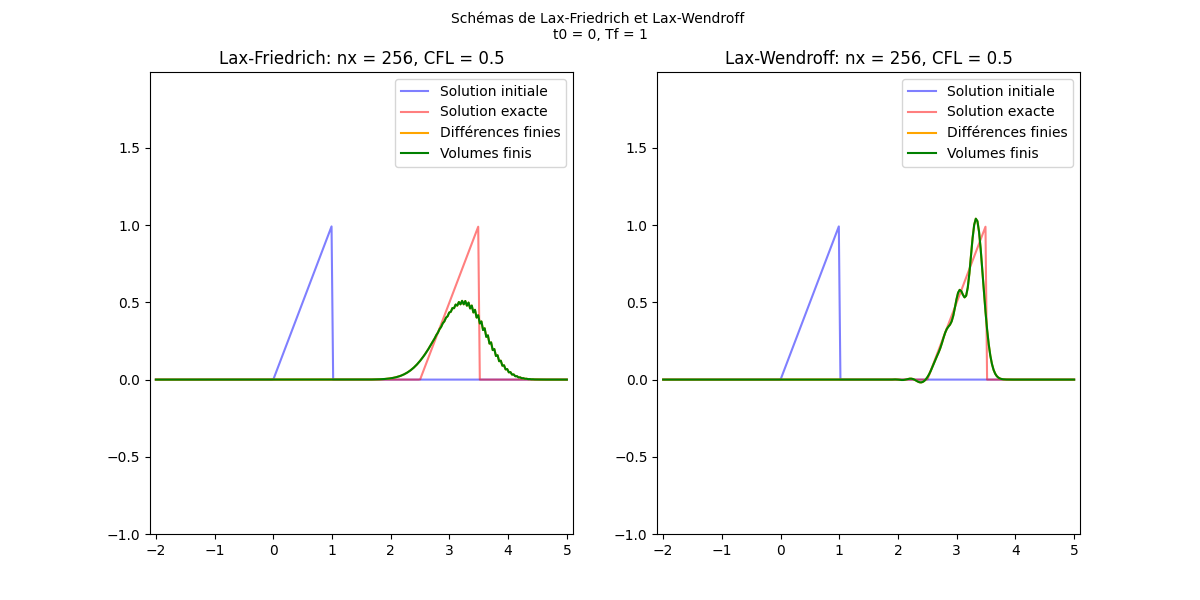 Schémas de Lax-Friedrich et Lax-Wendroff
t0 = 0, Tf = 1
Lax-Friedrich: nx = 256, CFL = 0.5
Solution initiale
Solution exacte
Différences finies
Volumes finis
1.5
1.0
0.5
0.0
−0.5
−1.0
−2 −1 0 1 2 3 4 5
Lax-Wendroff: nx = 256, CFL = 0.5
Solution initiale
Solution exacte
Différences finies
Volumes finis
1.5
1.0
0.5
0.0
−0.5
−1.0
−2 −1 0 1 2 3 4 5